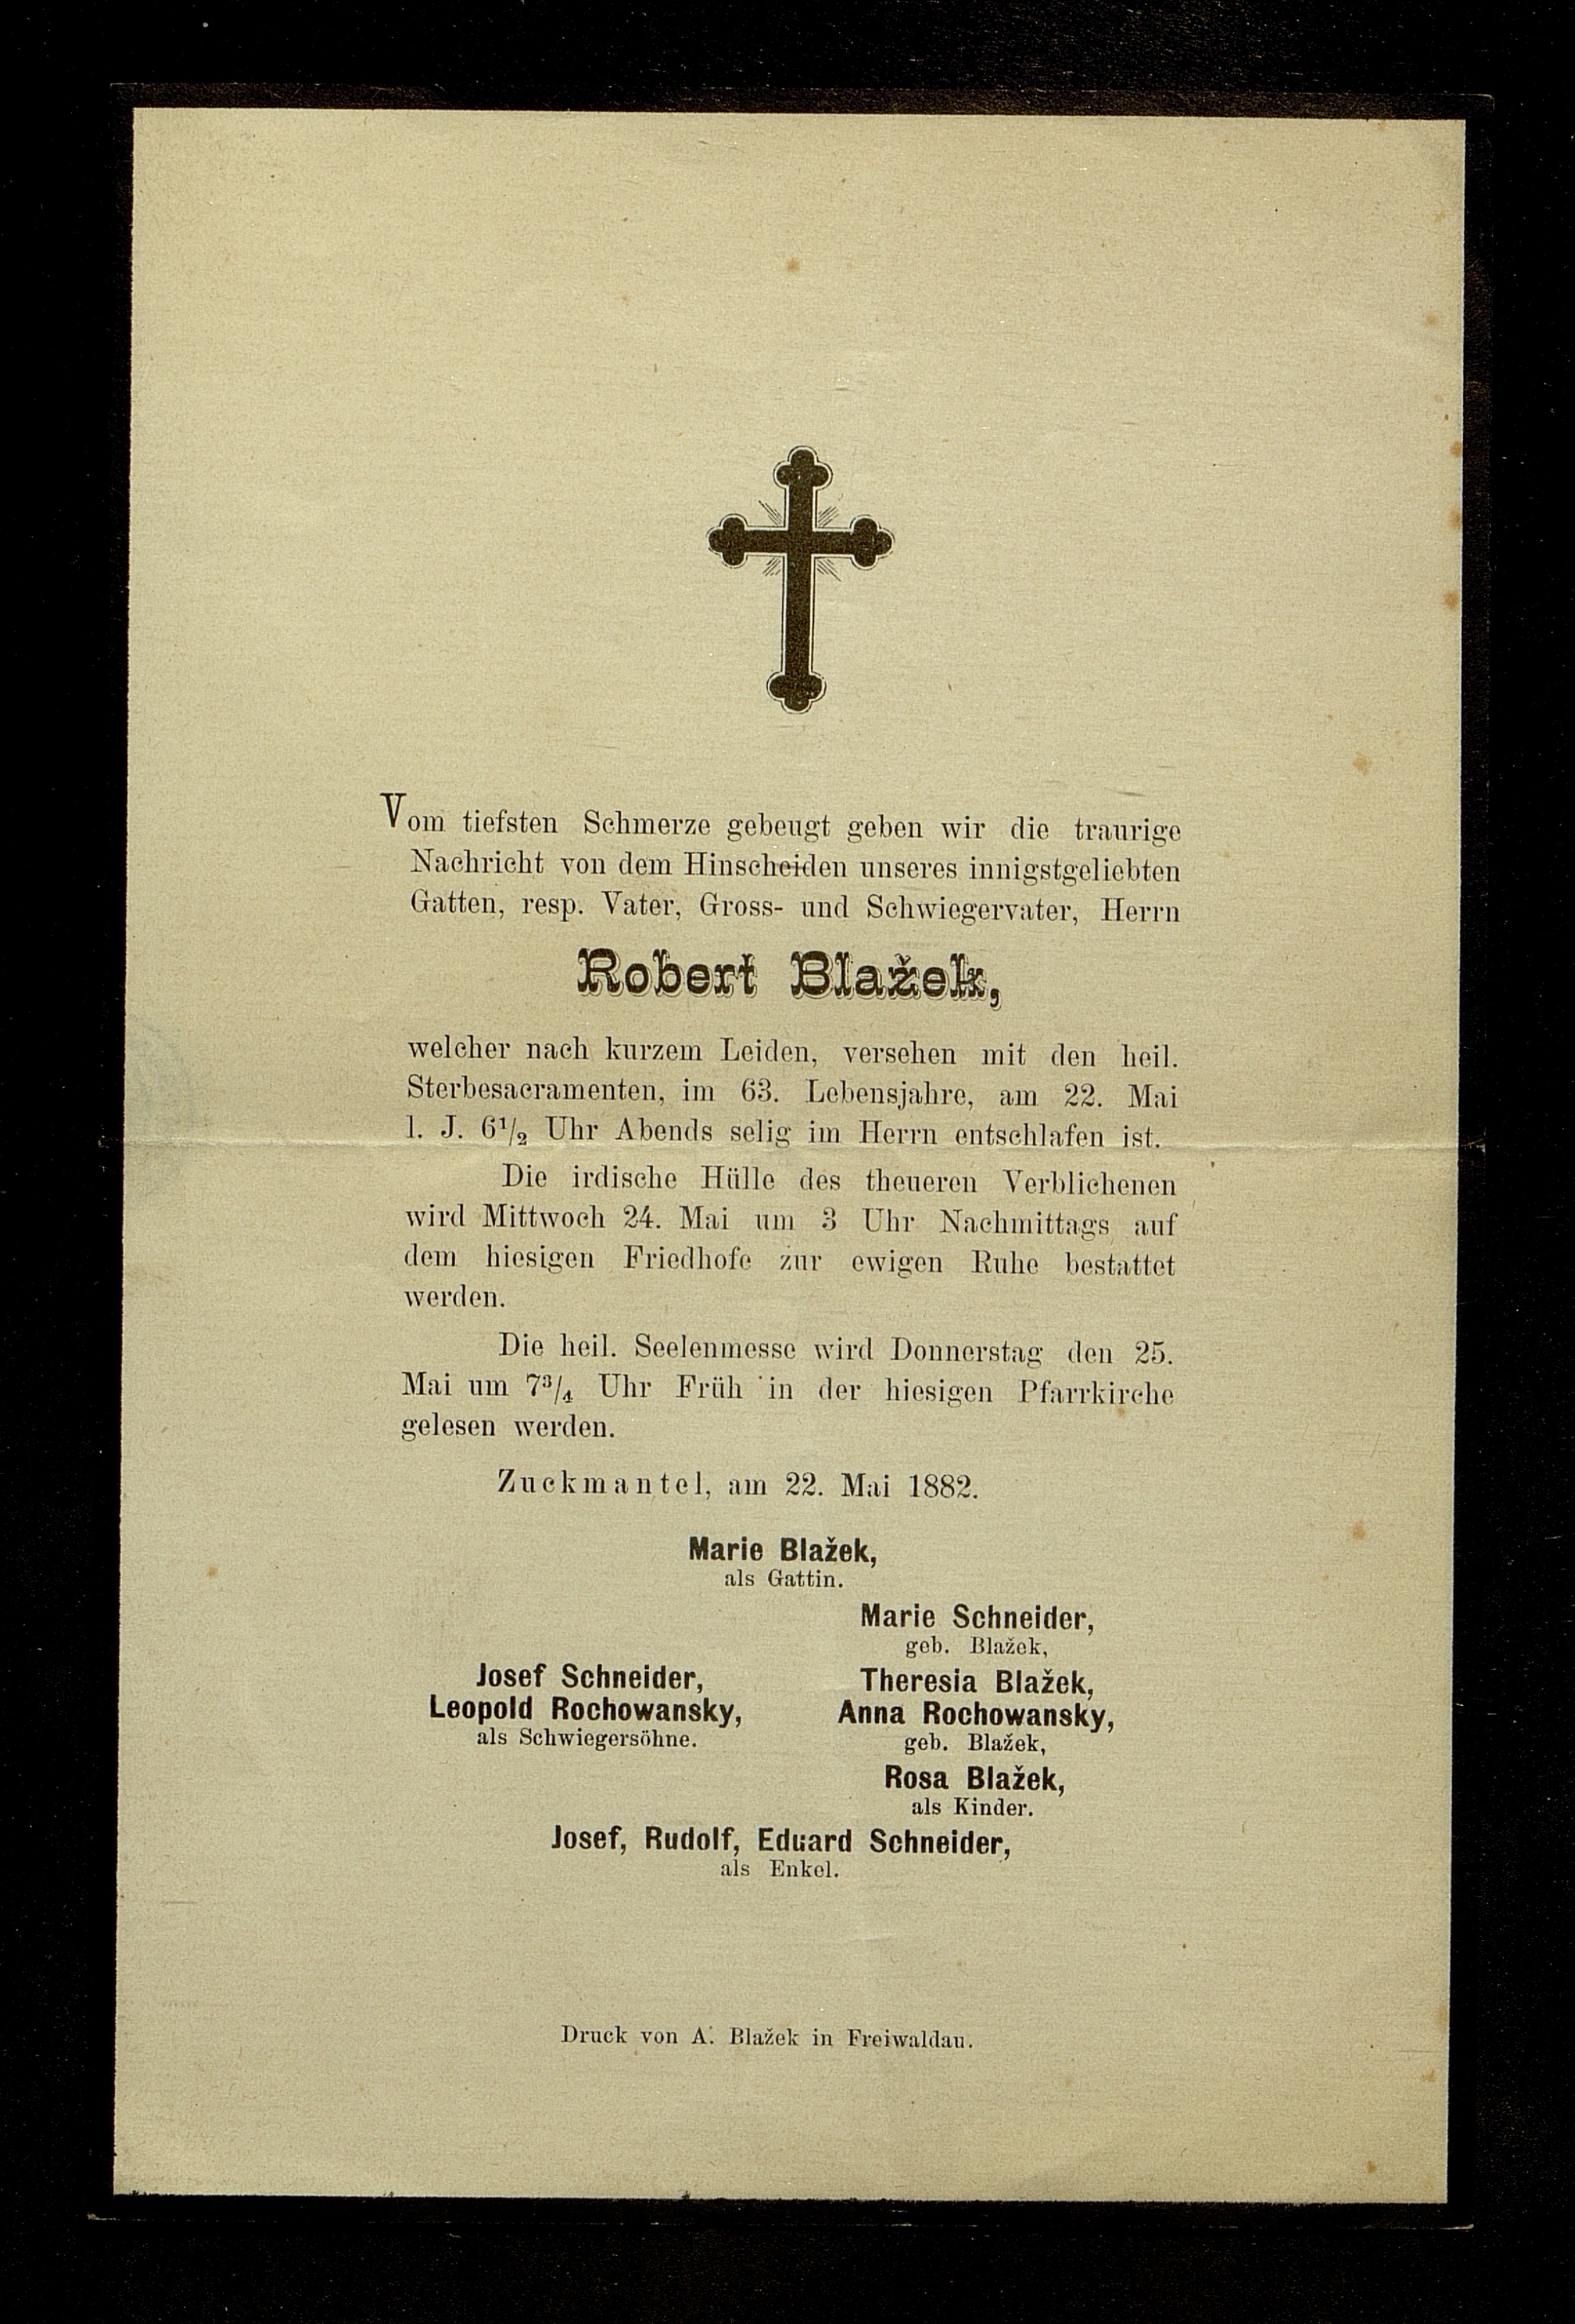 Vom tiefsten Schmerze gebeugt geben wir die traurige
Nachricht von dem Hinscheiden unseres innigstgeliebten
Gatten, resp. Vater, Gross- und Schwiegervater, Herrn
Robert Blažek,
welcher nach kurzem Leiden, versehen mit den heil.
Sterbesacramenten, im 63. Lebensjahre, am 22. Mai
l. J. 6¹/₂ Uhr Abends selig im Herrn entschlafen ist.
Die irdische Hülle des theueren Verblichenen
wird Mittwoch 24. Mai um 3 Uhr Nachmittags auf
dem hiesigen Friedhofe zur ewigen Ruhe bestattet
werden.
Die heil. Seelenmesse wird Donnerstag den 25.
Mai um 7³/₄ Uhr Früh in der hiesigen Pfarrkirche
gelesen werden.
Zuckmantel, am 22. Mai 1882.
Marie Blažek,
als Gattin.
Josef Schneider,
Leopold Rochowansky,
als Schwiegersöhne.
Marie Schneider,
geb. Blažek,
Theresia Blažek,
Anna Rochowansky,
geb. Blažek,
Rosa Blažek,
als Kinder.
Josef, Rudolf, Eduard Schneider,
als Enkel.
Druck von A. Blažek in Freiwaldau.